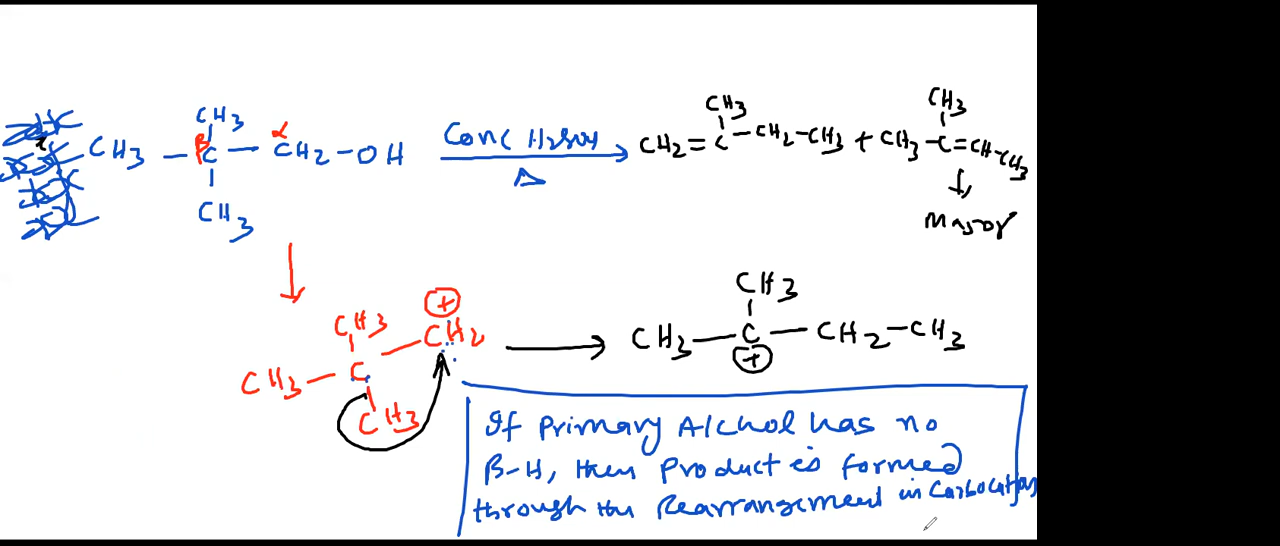 CH3
CH3 - C - CH2-OH
β α
CH3
Conc H2SO4
Δ
CH3
CH2=C-CH2-CH3 +
CH3
CH3-C=CH-CH3
Major
CH3 +
CH3 - C - CH2
CH3
CH3
CH3 - C - CH2-CH3
+
If Primary Alchol has no
β-H, then Product is formed
through the Rearrangement in Carbocation